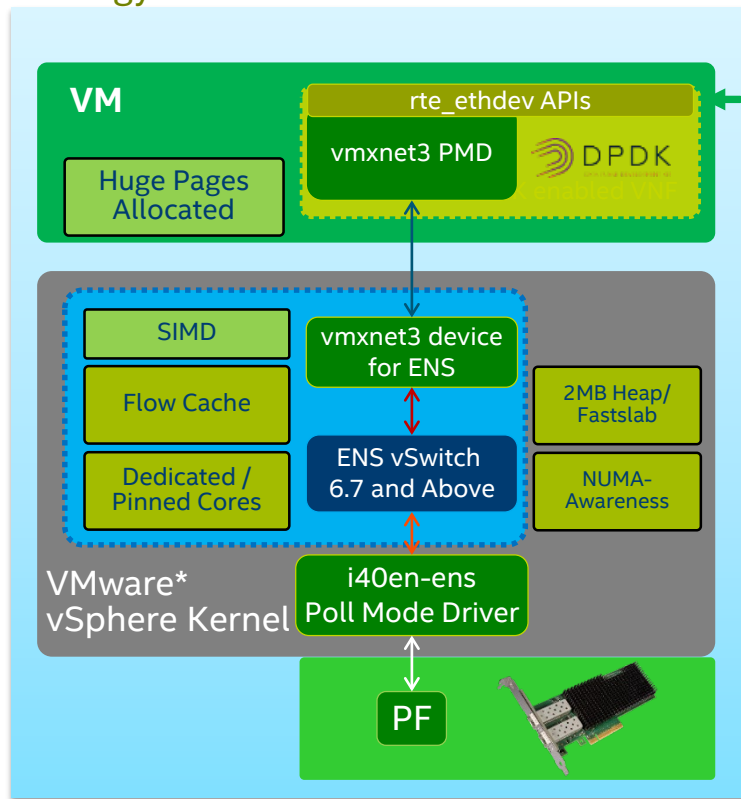 VM
rte_ethdev APIs
vmxnet3 PMD
DPDK
enabled VNF
Huge Pages
Allocated
SIMD
Flow Cache
Dedicated /
Pinned Cores
vmxnet3 device
for ENS
ENS vSwitch
6.7 and Above
2MB Heap/
Fastslab
NUMA-
Awareness
VMware*
vSphere Kernel
i40en-ens
Poll Mode Driver
PF